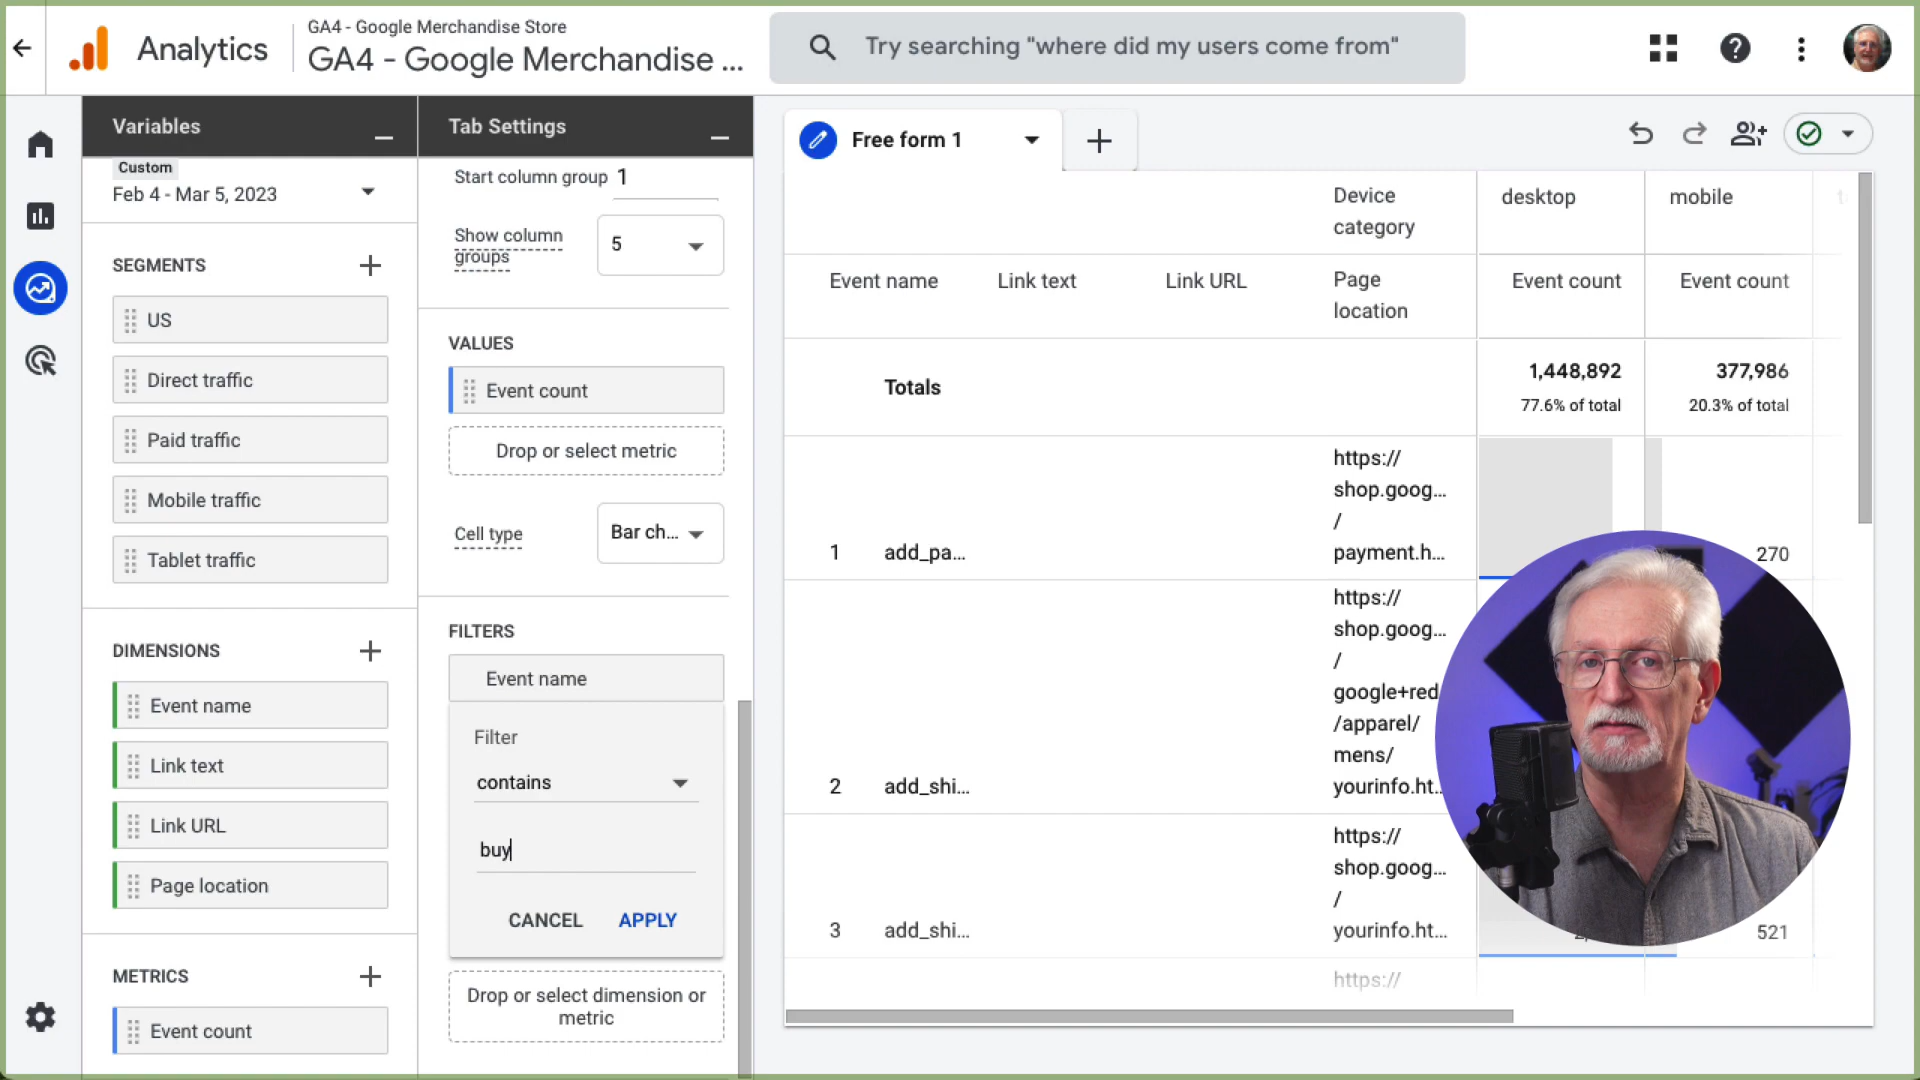 GA4 - Google Merchandise Store
Analytics
GA4 - Google Merchandise ...
Try searching "where did my users come from"
Variables
Custom
Feb 4 - Mar 5, 2023
SEGMENTS
US
Direct traffic
Paid traffic
Mobile traffic
Tablet traffic
DIMENSIONS
Event name
Link text
Link URL
Page location
METRICS
Event count
Tab Settings
Start column group 1
Show column
groups
5
VALUES
Event count
Drop or select metric
Cell type
Bar ch...
FILTERS
Event name
Filter
contains
buy
CANCEL APPLY
Drop or select dimension or
metric
Free form 1
Device
category
desktop
mobile
Event name
Link text
Link URL
Page
location
Event count
Event count
Totals
1,448,892
77.6% of total
377,986
20.3% of total
1
add_pa...
https://
shop.goog...
/
payment.h...
270
2
add_shi...
https://
shop.goog...
/
google+red
/apparel/
mens/
yourinfo.ht...
3
add_shi...
https://
shop.goog...
/
yourinfo.ht...
521
https://